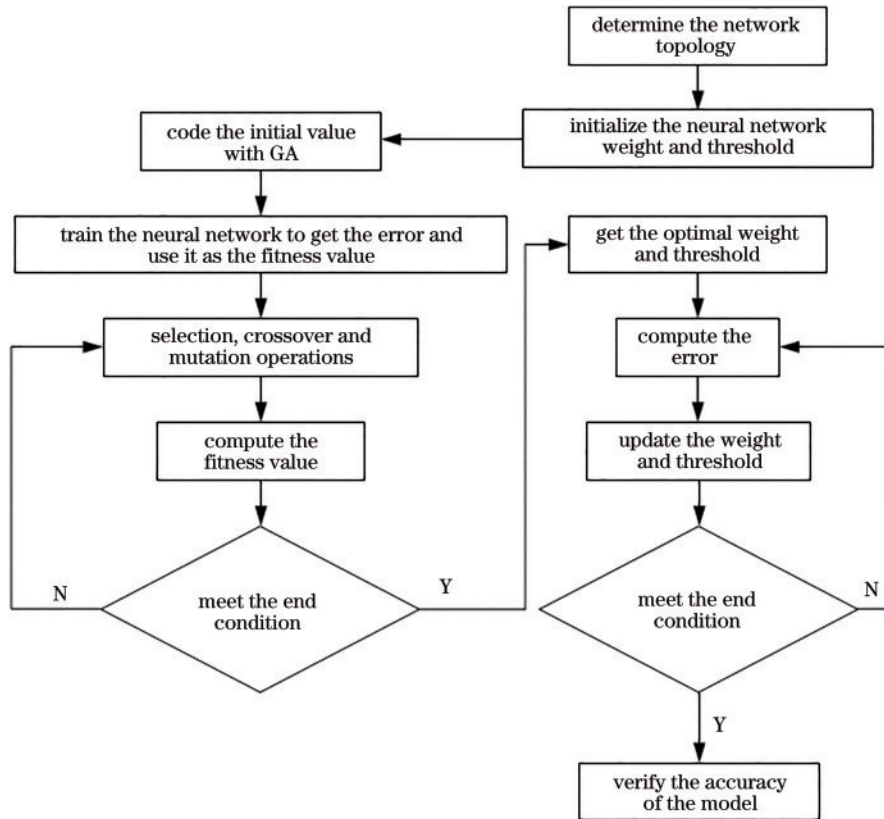 determine the network
topology
initialize the neural network
weight and threshold
code the initial value
with GA
train the neural network to get the error and
use it as the fitness value
selection, crossover and
mutation operations
compute the
fitness value
meet the end
condition
N
Y
get the optimal weight
and threshold
compute the
error
update the weight
and threshold
meet the end
condition
N
Y
verify the accuracy
of the model